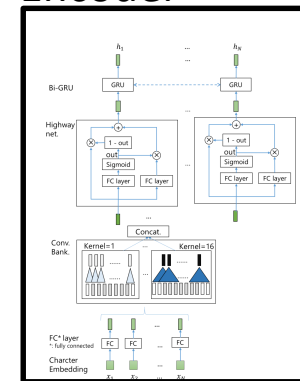 Encoder
h1 ... hN
Bi-GRU GRU GRU
...
Highway net.
1 - out
out
Sigmoid
FC layer FC layer
1 - out
out
Sigmoid
FC layer FC layer
...
Concat.
Conv. Bank.
Kernel=1 Kernel=16
...... ... ......
...... ......
...
FC* layer
*: fully connected
FC FC ... FC
Charcter Embedding
...
x1 x2 ... xN